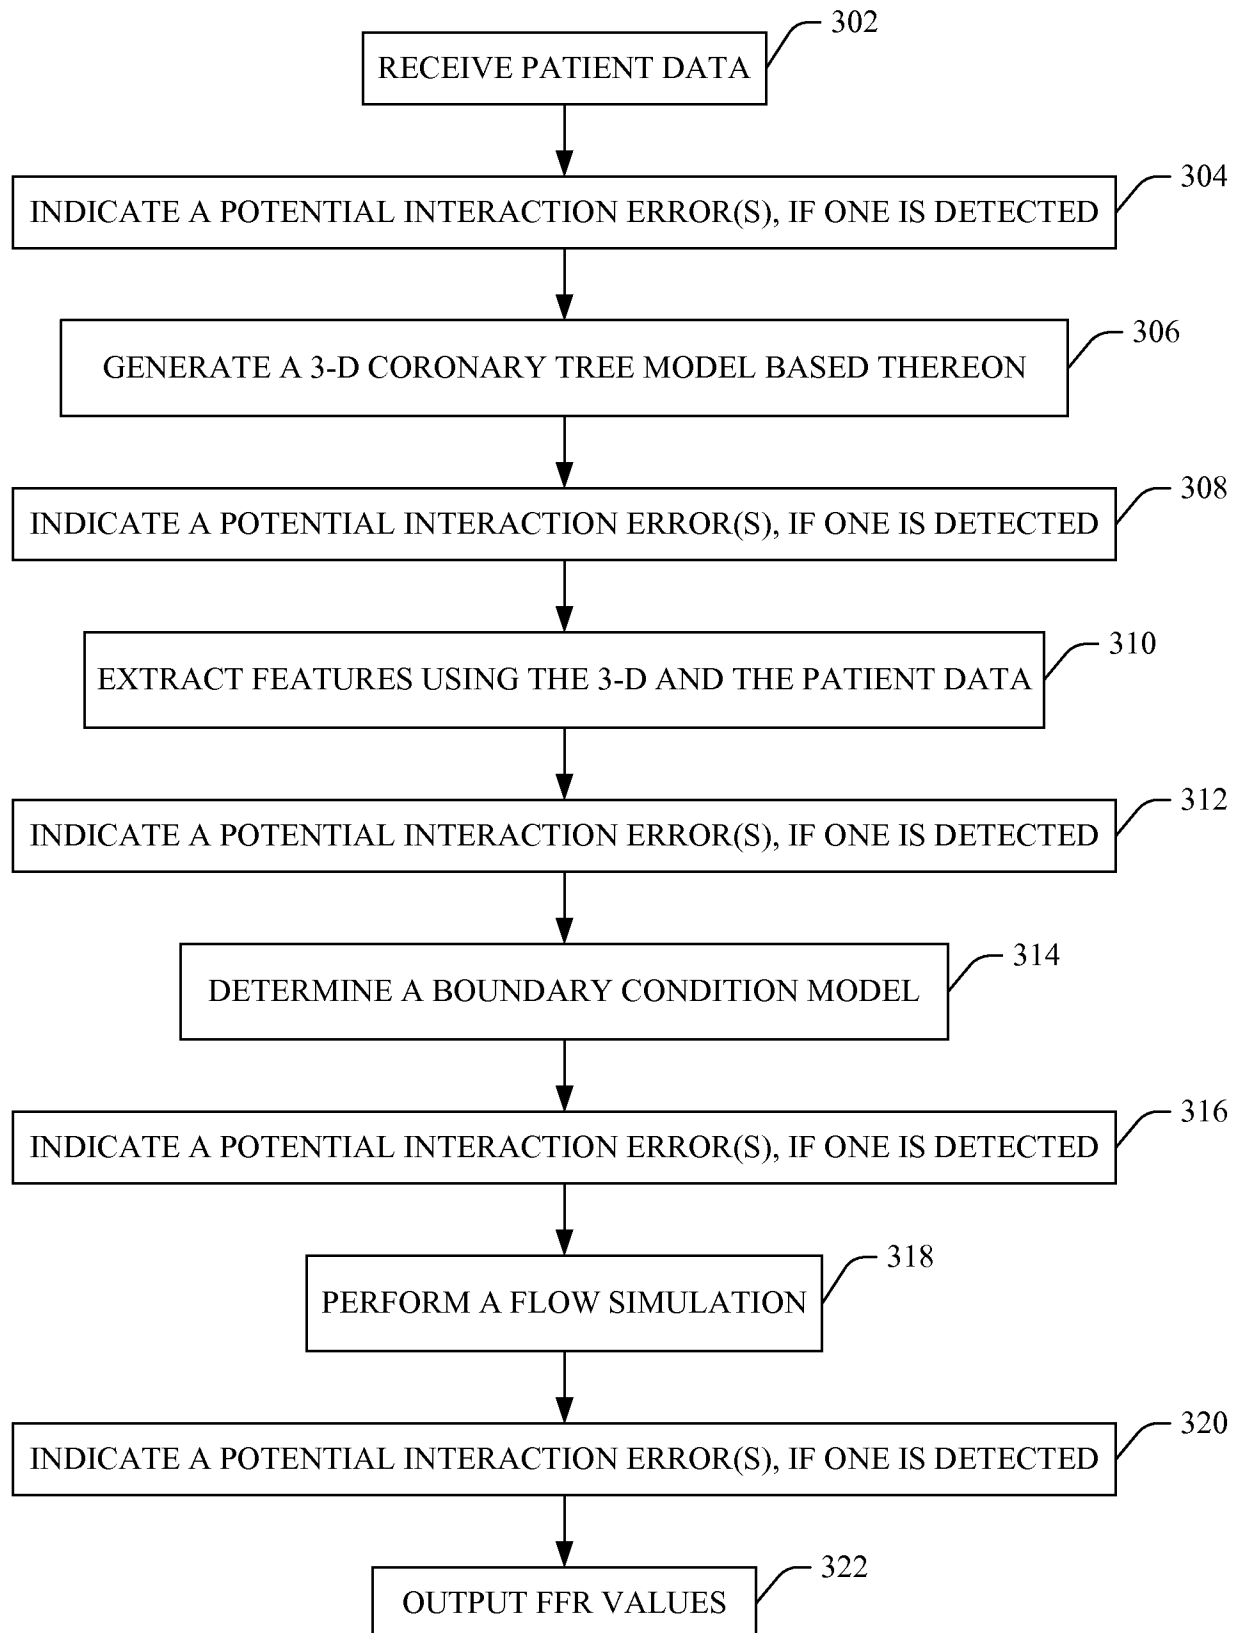 302
RECEIVE PATIENT DATA
304
INDICATE A POTENTIAL INTERACTION ERROR(S), IF ONE IS DETECTED
306
GENERATE A 3-D CORONARY TREE MODEL BASED THEREON
308
INDICATE A POTENTIAL INTERACTION ERROR(S), IF ONE IS DETECTED
310
EXTRACT FEATURES USING THE 3-D AND THE PATIENT DATA
312
INDICATE A POTENTIAL INTERACTION ERROR(S), IF ONE IS DETECTED
314
DETERMINE A BOUNDARY CONDITION MODEL
316
INDICATE A POTENTIAL INTERACTION ERROR(S), IF ONE IS DETECTED
318
PERFORM A FLOW SIMULATION
320
INDICATE A POTENTIAL INTERACTION ERROR(S), IF ONE IS DETECTED
322
OUTPUT FFR VALUES